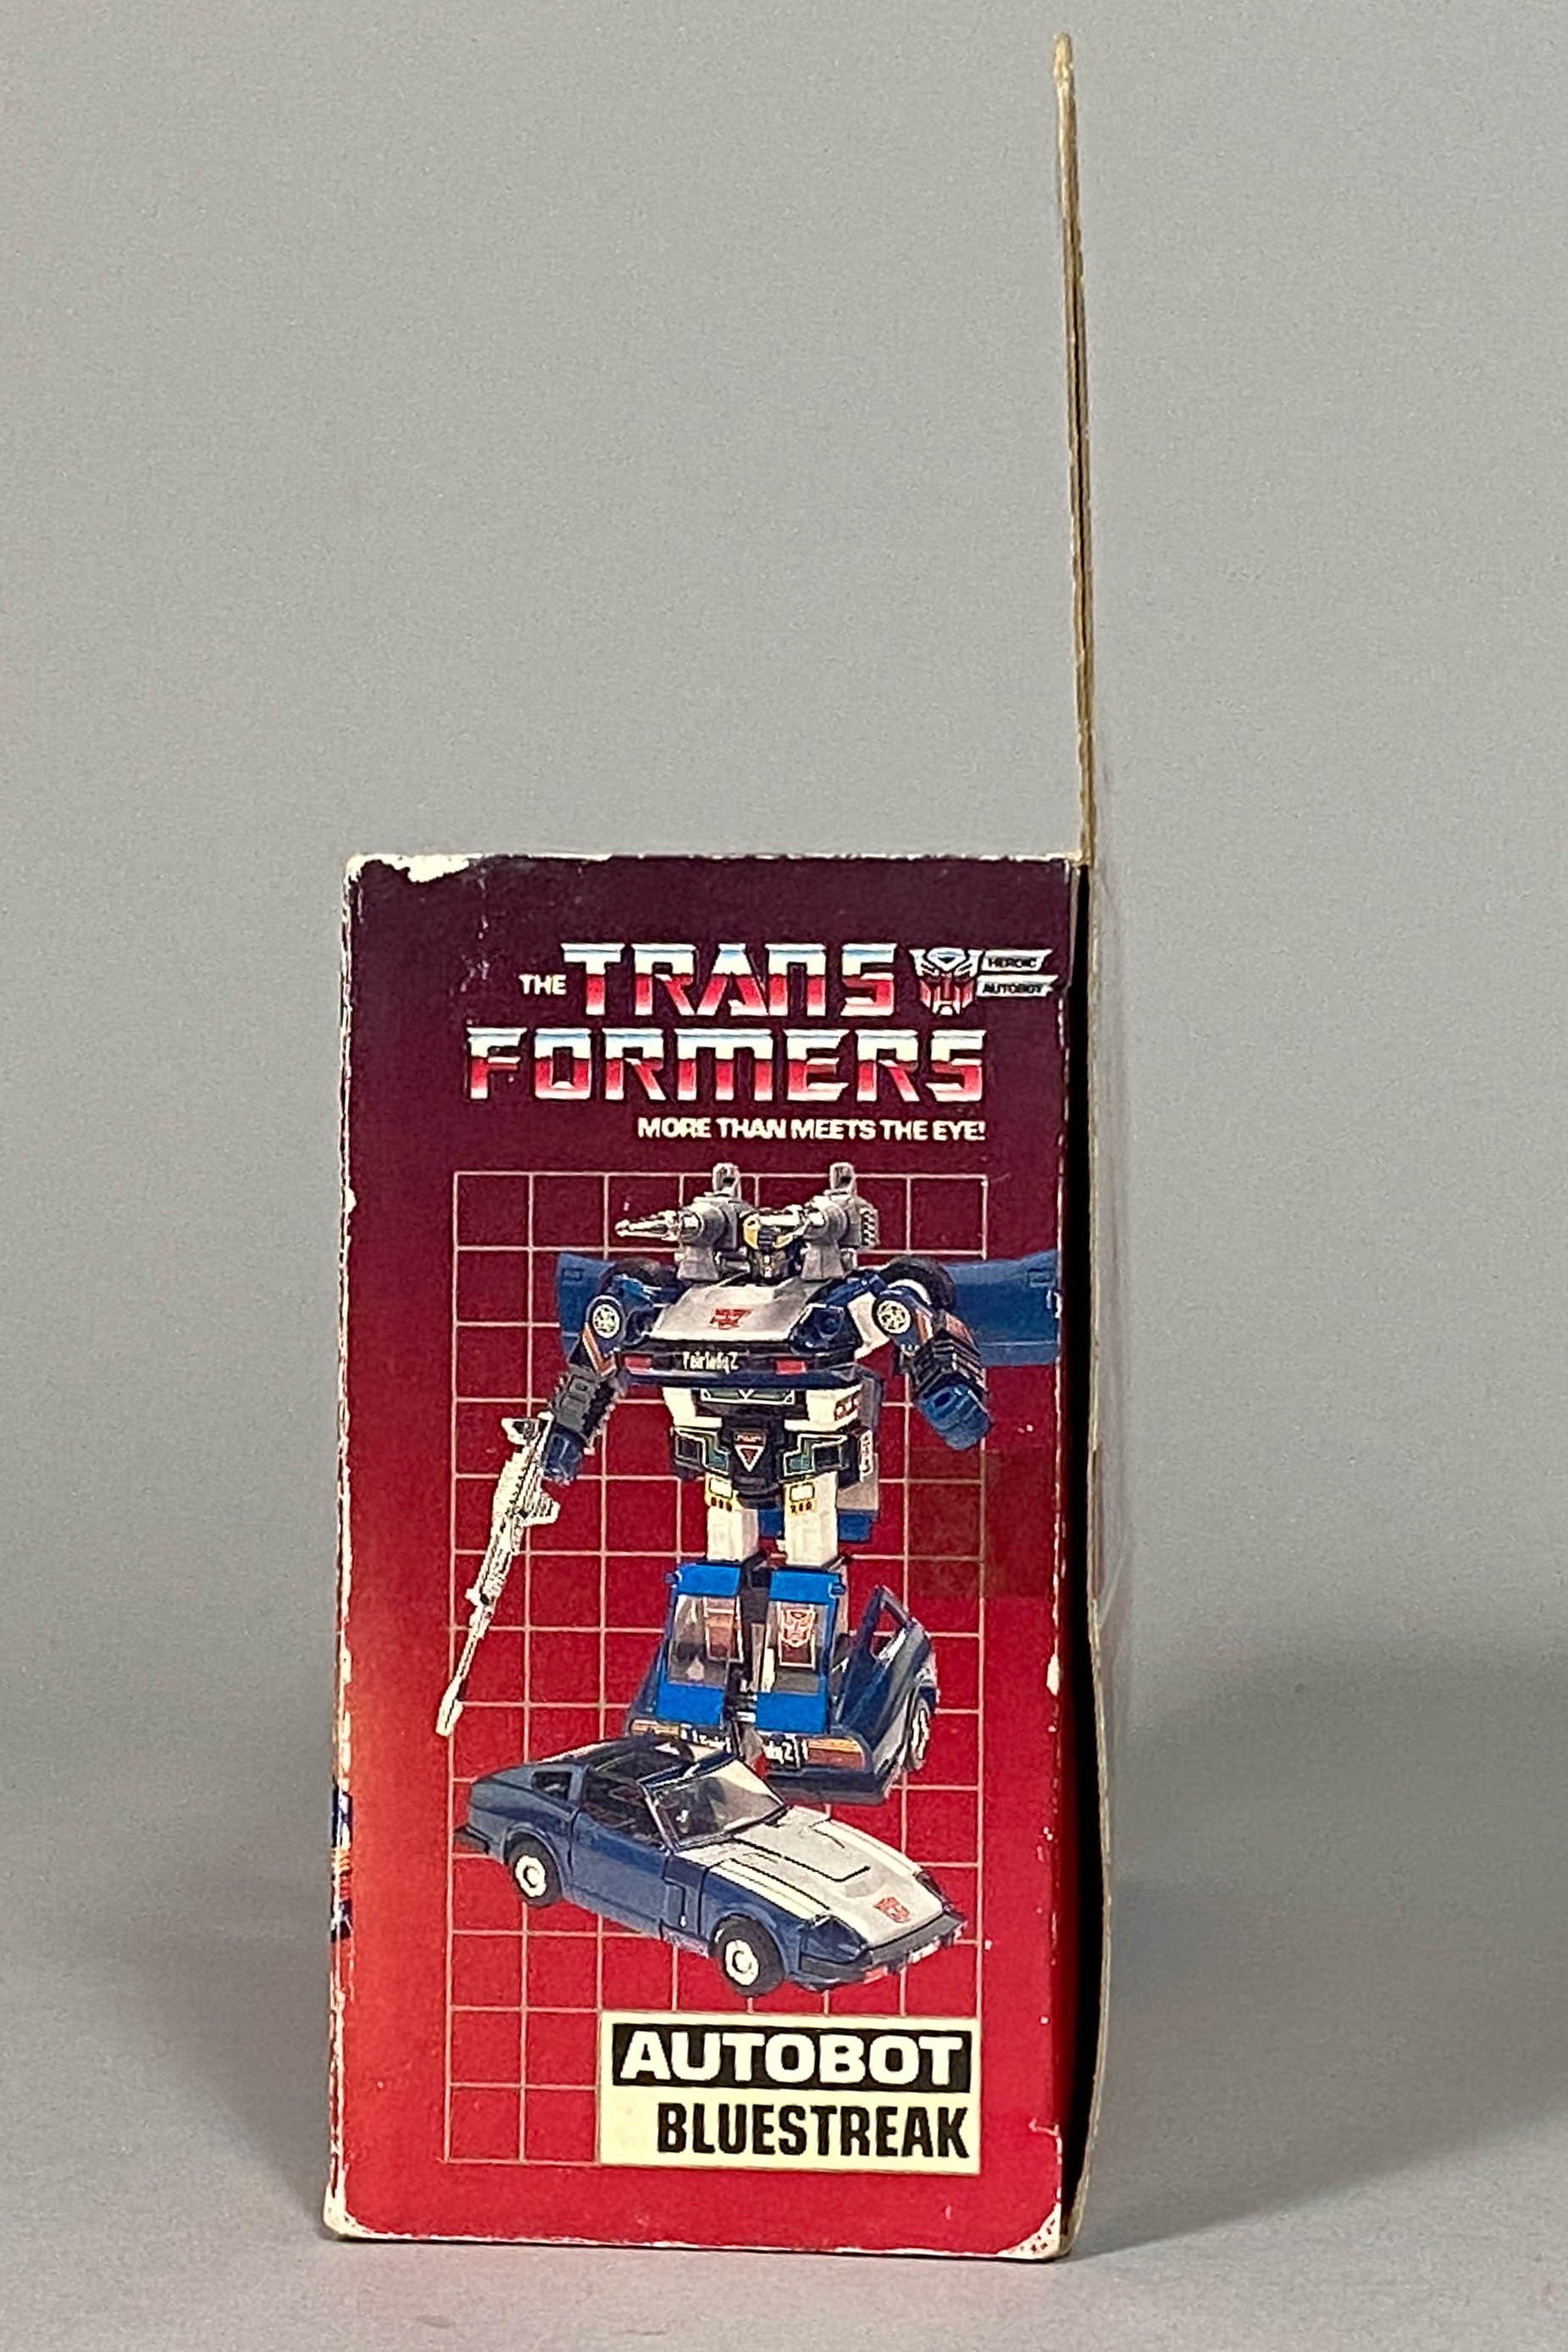 THE TRANS
FORMERS
HEROIC
AUTOBOT
MORE THAN MEETS THE EYE!
Fairlady Z
AUTOBOT
BLUESTREAK